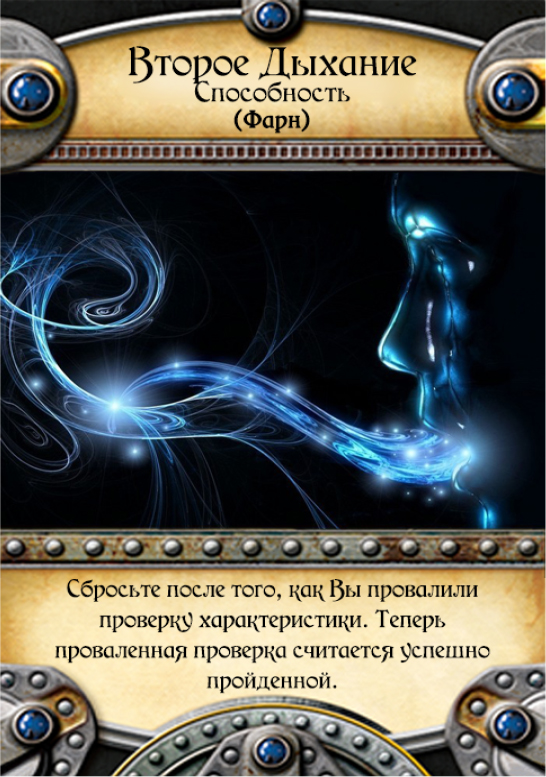 Второе Дыхание
Способность
(Фарн)
Сбросьте после того, как Вы провалили
проверку характеристики. Теперь
проваленная проверка считается успешно
пройденной.